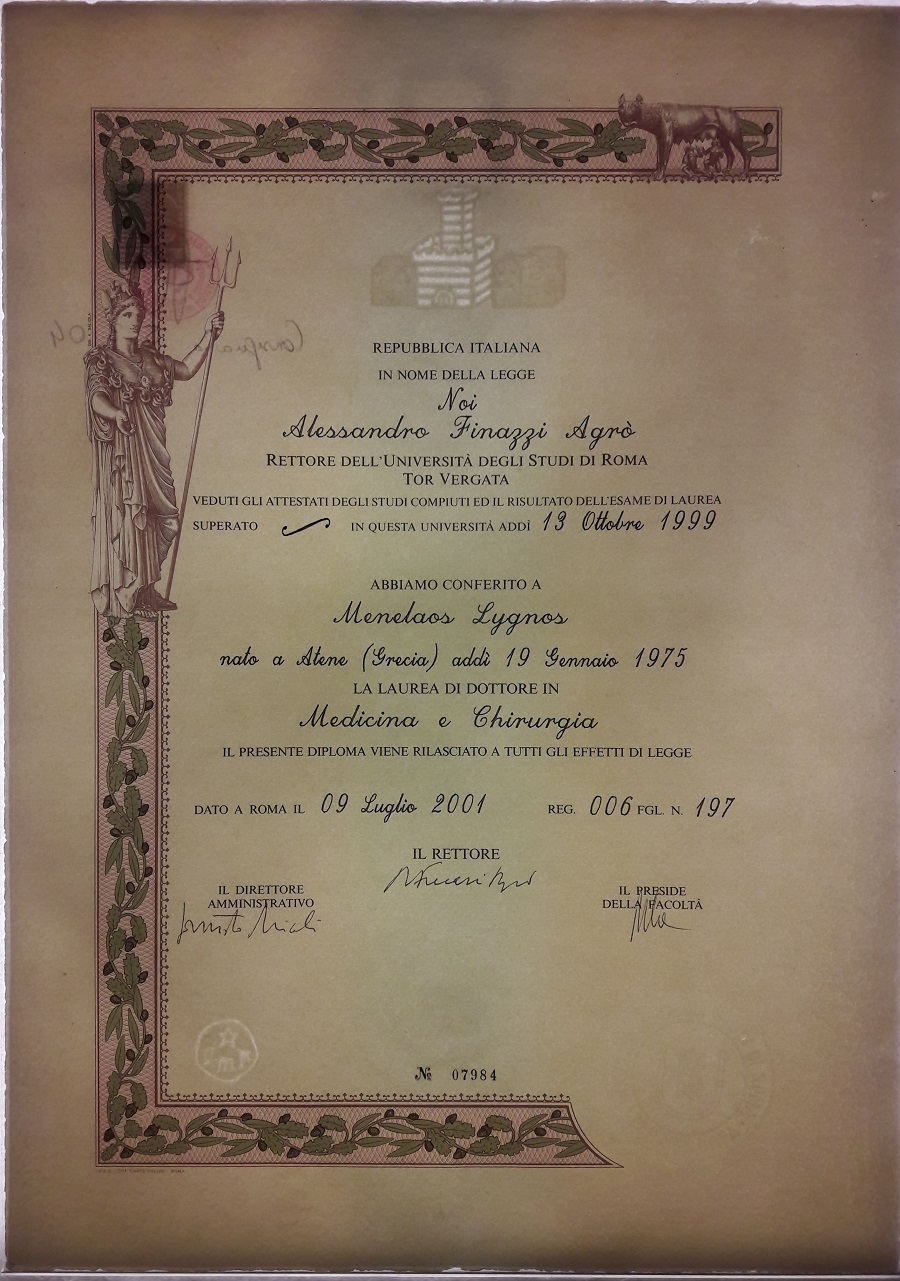 REPUBBLICA ITALIANA
IN NOME DELLA LEGGE
Noi
Alessandro Finazzi Agrò
RETTORE DELL'UNIVERSITÀ DEGLI STUDI DI ROMA
TOR VERGATA
VEDUTI GLI ATTESTATI DEGLI STUDI COMPIUTI ED IL RISULTATO DELL'ESAME DI LAUREA
SUPERATO IN QUESTA UNIVERSITÀ ADDÌ 13 Ottobre 1999
ABBIAMO CONFERITO A
Menelaos Lygnos
nato a Atene (Grecia) addì 19 Gennaio 1975
LA LAUREA DI DOTTORE IN
Medicina e Chirurgia
IL PRESENTE DIPLOMA VIENE RILASCIATO A TUTTI GLI EFFETTI DI LEGGE
DATO A ROMA IL 09 Luglio 2001 REG. 006 FGL. N. 197
IL RETTORE
IL DIRETTORE
AMMINISTRATIVO
IL PRESIDE
DELLA FACOLTÀ
№ 07984